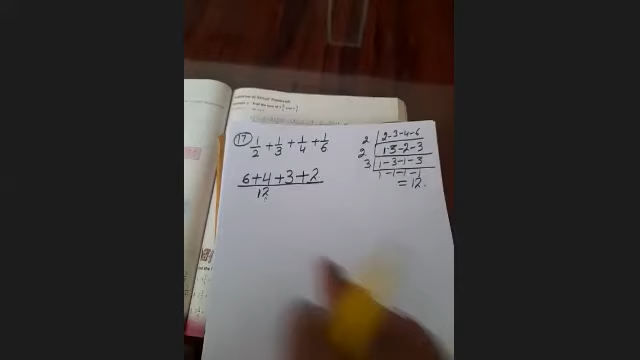 17 1/2 + 1/3 + 1/4 + 1/6
6+4+3+2
12
2 | 2-3-4-6
2 | 1-3-2-3
3 | 1-3-1-3
1-1-1-1
= 12.